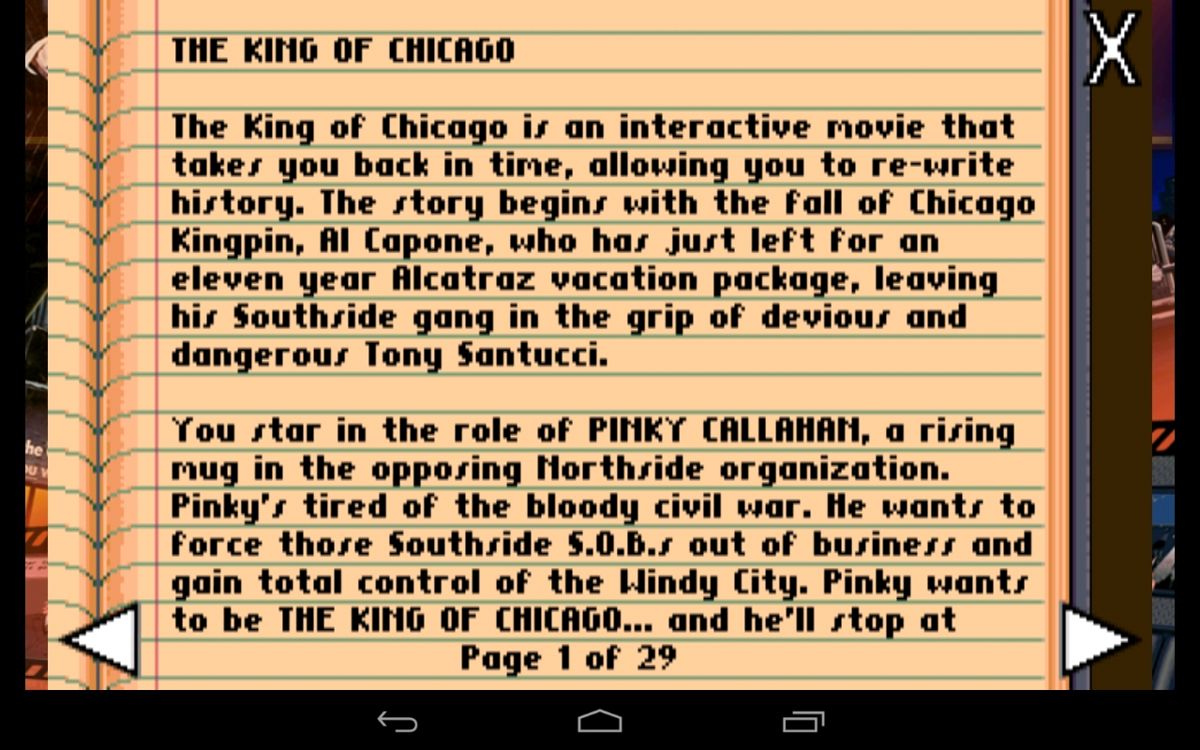 THE KING OF CHICAGO
The King of Chicago is an interactive movie that
takes you back in time, allowing you to re-write
history. The story begins with the fall of Chicago
Kingpin, Al Capone, who has just left for an
eleven year Alcatraz vacation package, leaving
his Southside gang in the grip of devious and
dangerous Tony Santucci.
You star in the role of PINKY CALLAHAN, a rising
mug in the opposing Northside organization.
Pinky's tired of the bloody civil war. He wants to
force those Southside S.O.B.s out of business and
gain total control of the Windy City. Pinky wants
to be THE KING OF CHICAGO... and he'll stop at
Page 1 of 29
X